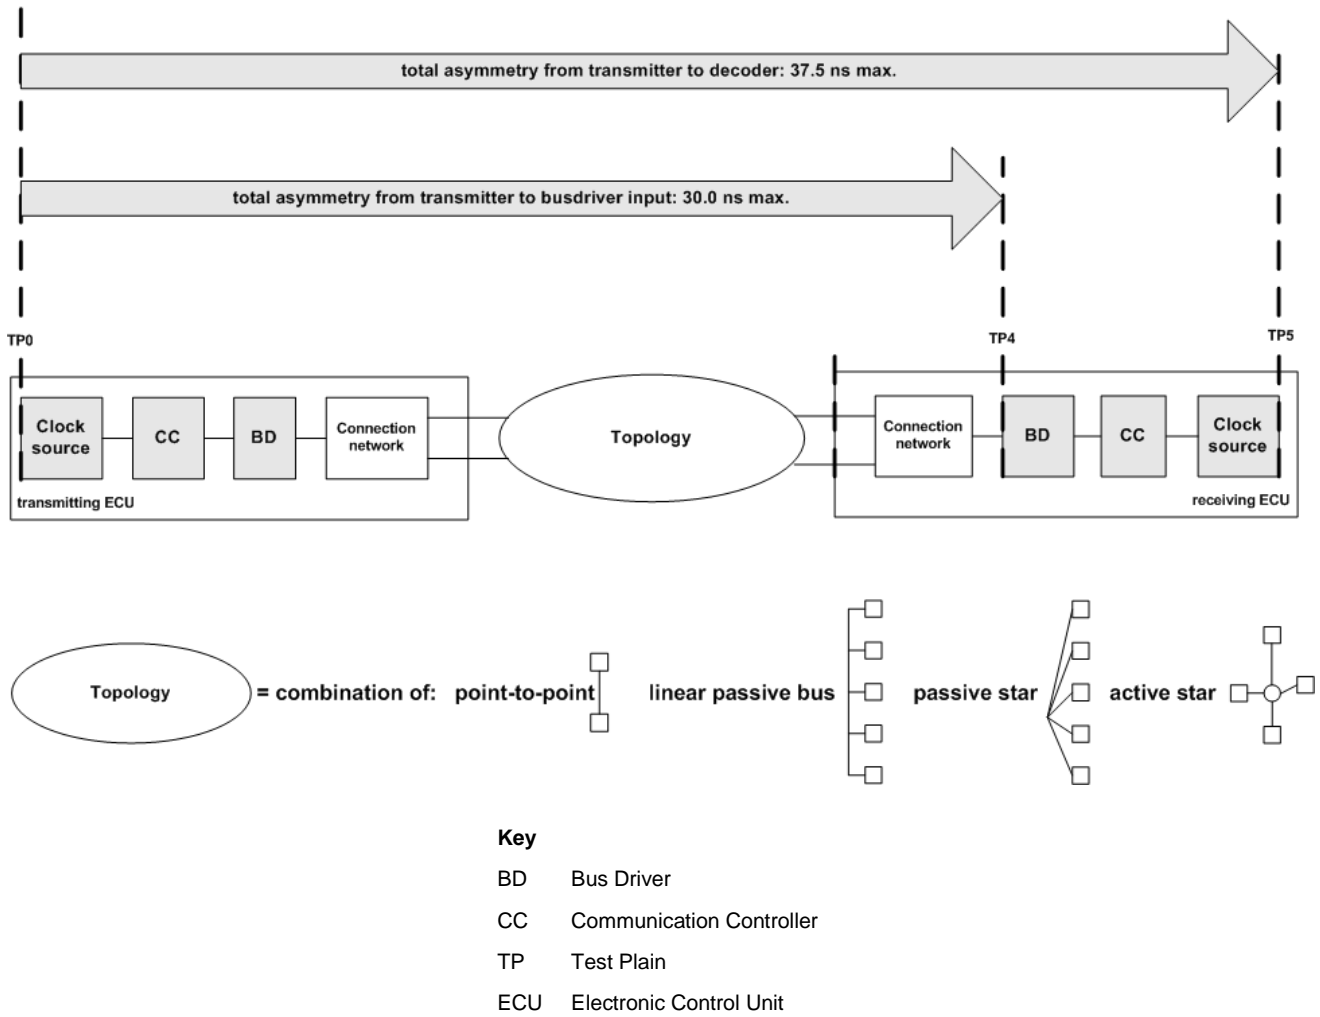 total asymmetry from transmitter to decoder: 37.5 ns max.
total asymmetry from transmitter to busdriver input: 30.0 ns max.
TP0
TP4
TP5
Clock
source
CC
BD
Connection
network
transmitting ECU
Topology
Connection
network
BD
CC
Clock
source
receiving ECU
Topology
= combination of:
point-to-point
linear passive bus
passive star
active star
Key
BD Bus Driver
CC Communication Controller
TP Test Plain
ECU Electronic Control Unit